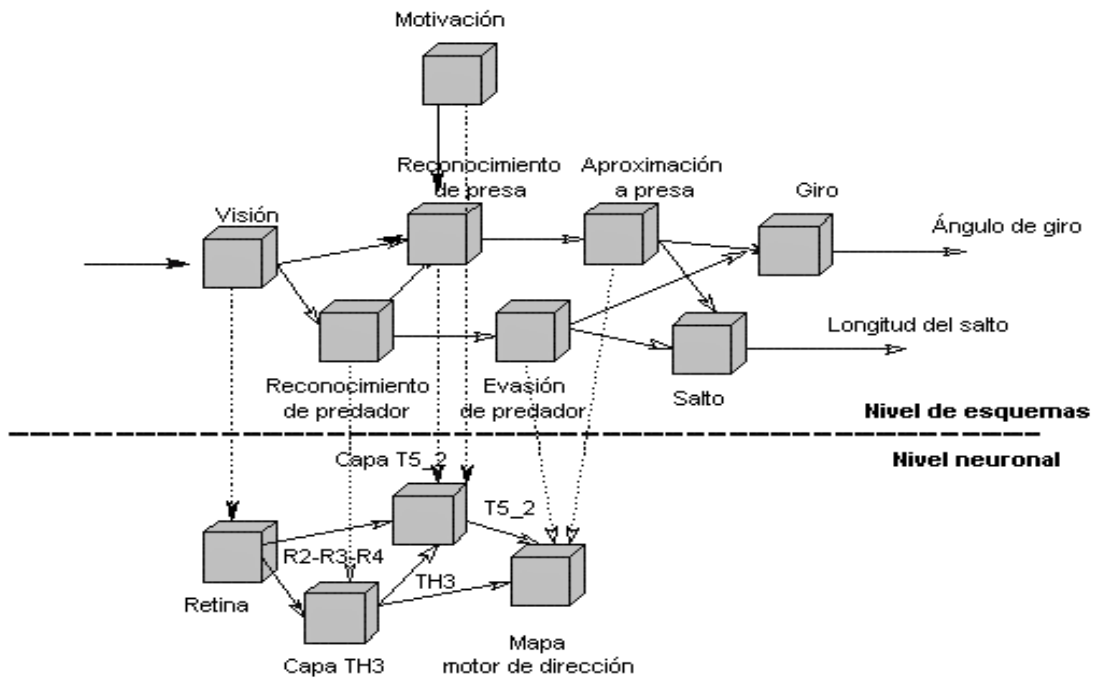 Motivación
Reconocimiento
de presa
Aproximación
a presa
Giro
Visión
Ángulo de giro
Longitud del salto
Reconocimiento
de predador
Evasión
de predador
Salto
Nivel de esquemas
Capa T5_2
Nivel neuronal
T5_2
R2-R3-R4
TH3
Retina
Capa TH3
Mapa
motor de dirección